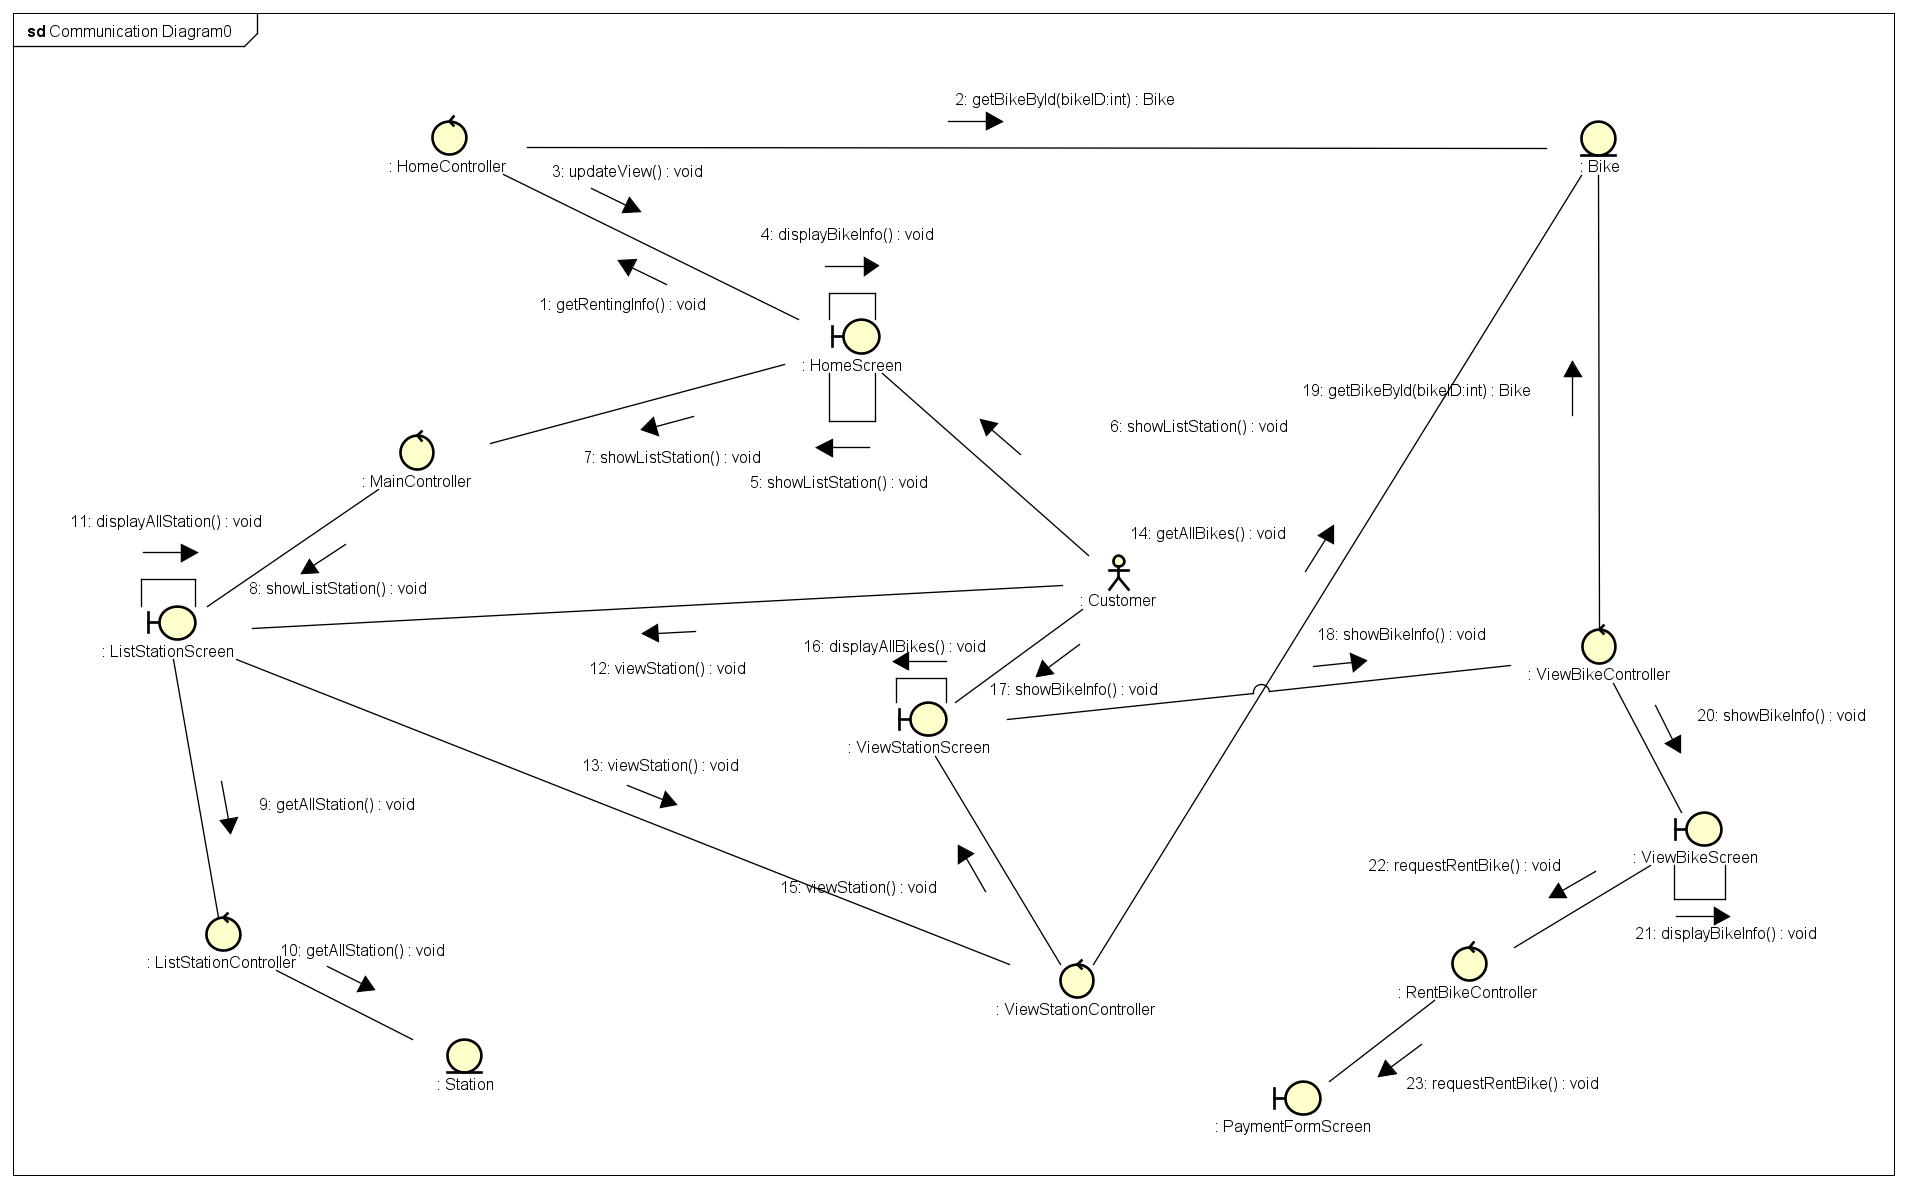 sd Communication Diagram0
2: getBikeById(bikeID:int) : Bike
: HomeController
: Bike
3: updateView() : void
4: displayBikeInfo() : void
1: getRentingInfo() : void
: HomeScreen
19: getBikeById(bikeID:int) : Bike
6: showListStation() : void
7: showListStation() : void
5: showListStation() : void
: MainController
11: displayAllStation() : void
14: getAllBikes() : void
8: showListStation() : void
: Customer
: ListStationScreen
12: viewStation() : void
16: displayAllBikes() : void
18: showBikeInfo() : void
: ViewBikeController
17: showBikeInfo() : void
20: showBikeInfo() : void
: ViewStationScreen
13: viewStation() : void
9: getAllStation() : void
: ViewBikeScreen
22: requestRentBike() : void
15: viewStation() : void
21: displayBikeInfo() : void
10: getAllStation() : void
: ListStationController
: RentBikeController
: ViewStationController
: Station
23: requestRentBike() : void
: PaymentFormScreen